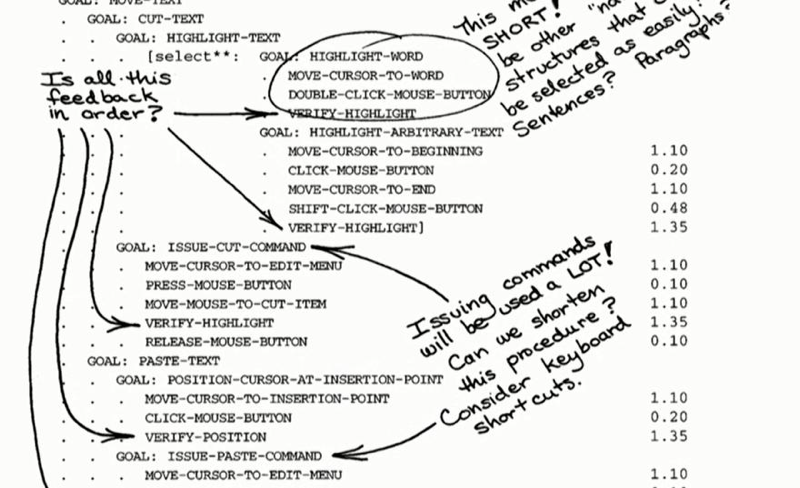 GOAL: MOVE-TEXT
. GOAL: CUT-TEXT
. . GOAL: HIGHLIGHT-TEXT
. . . [select**: GOAL: HIGHLIGHT-WORD
. MOVE-CURSOR-TO-WORD
. DOUBLE-CLICK-MOUSE-BUTTON
. VERIFY-HIGHLIGHT
GOAL: HIGHLIGHT-ARBITRARY-TEXT
. MOVE-CURSOR-TO-BEGINNING 1.10
. CLICK-MOUSE-BUTTON 0.20
. MOVE-CURSOR-TO-END 1.10
. SHIFT-CLICK-MOUSE-BUTTON 0.48
. VERIFY-HIGHLIGHT] 1.35
. . GOAL: ISSUE-CUT-COMMAND
. . . MOVE-CURSOR-TO-EDIT-MENU 1.10
. . . PRESS-MOUSE-BUTTON 0.10
. . . MOVE-MOUSE-TO-CUT-ITEM 1.10
. . . VERIFY-HIGHLIGHT 1.35
. . . RELEASE-MOUSE-BUTTON 0.10
. GOAL: PASTE-TEXT
. . GOAL: POSITION-CURSOR-AT-INSERTION-POINT
. . . MOVE-CURSOR-TO-INSERTION-POINT 1.10
. . . CLICK-MOUSE-BUTTON 0.20
. . . VERIFY-POSITION 1.35
. . GOAL: ISSUE-PASTE-COMMAND
. . . MOVE-CURSOR-TO-EDIT-MENU 1.10
Is all this
feedback
in order?
This
SHORT!
be other
structures that
be selected as easily?
Sentences? Paragraphs?
Issuing commands
will be used a LOT!
Can we shorten
this procedure?
Consider keyboard
shortcuts.